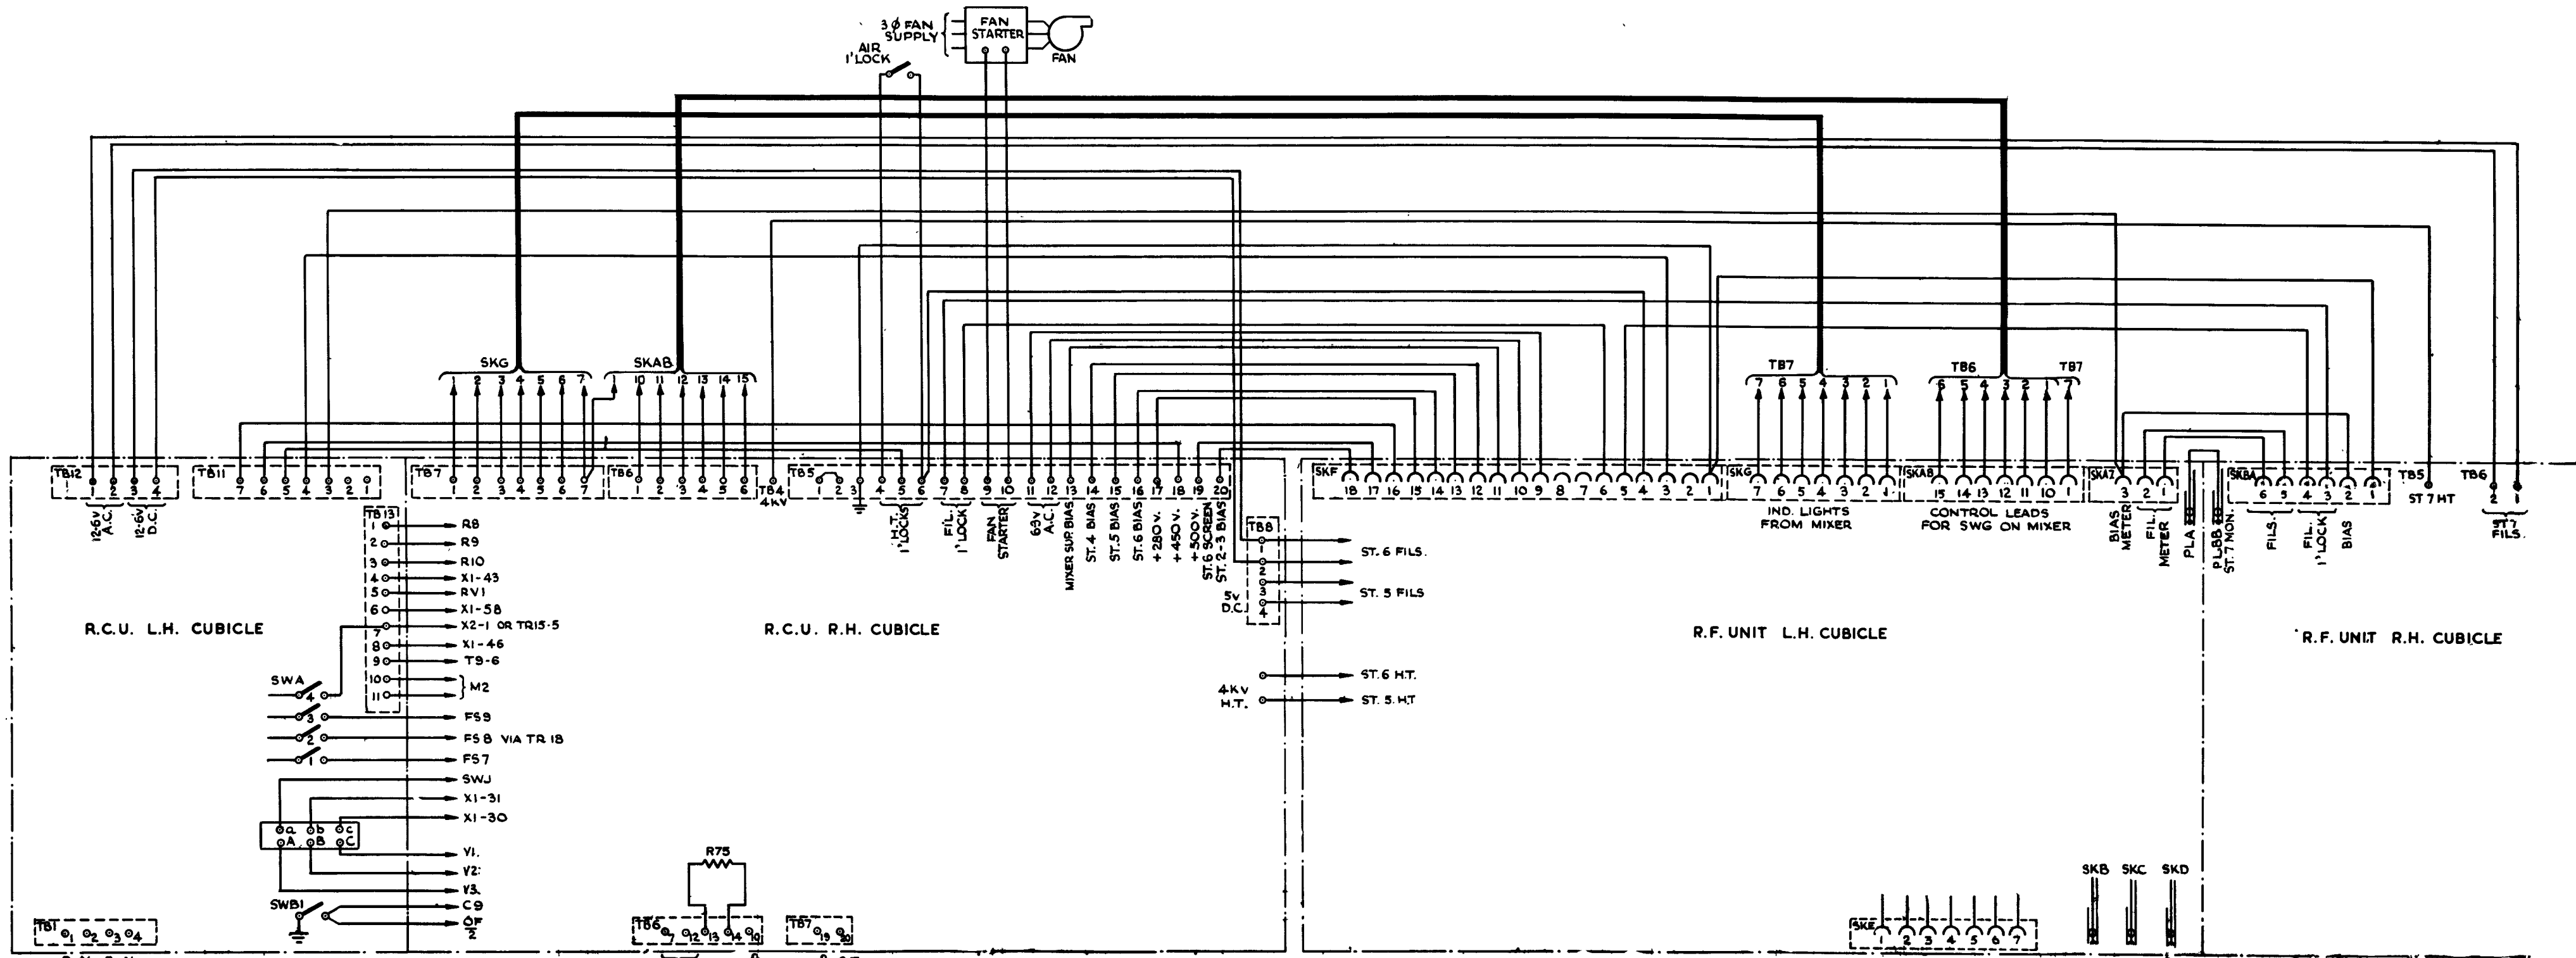 3 Φ FAN
SUPPLY
FAN
STARTER
FAN
AIR
I'LOCK
SKG
1 2 3 4 5 6 7
SKAB
1 10 11 12 13 14 15
TB7
7 6 5 4 3 2 1
TB6
6 5 4 3 2 1
TB7
7
TB12
1 2 3 4
12·6V
A.C.
12·6V
D.C.
TB11
7 6 5 4 3 2 1
TB7
1 2 3 4 5 6 7
TB6
1 2 3 4 5 6
TB4
4KV
TB5
1 2 3 4 5 6 7 8 9 10 11 12 13 14 15 16 17 18 19 20
H.T.
I'LOCKS
FIL.
I'LOCK
FAN
STARTER
63V
A.C.
MIXER SUP. BIAS
ST. 4 BIAS
ST. 5 BIAS
ST. 6 BIAS
+280V.
+450V.
+500V.
ST. 6 SCREEN
ST. 2-3 BIAS
SKF
18 17 16 15 14 13 12 11 10 9 8 7 6 5 4 3 2 1
SKG
7 6 5 4 3 2 1
IND. LIGHTS
FROM MIXER
SKAB
15 14 13 12 11 10 1
CONTROL LEADS
FOR SWG ON MIXER
SKAZ
3 2 1
BIAS
METER
FIL.
METER
PLA
PLBB
ST. 7 MON.
SKBA
6 5 4 3 2 1
FILS.
FIL.
I'LOCK
BIAS
TB5
ST 7 HT
TB6
2 1
ST 7
FILS.
TB13
1 R8
2 R9
3 R10
4 X1-43
5 RV1
6 X1-58
7 X2-1 OR TR15-5
8 X1-46
9 T9-6
10
11
M2
TB8
1
2
3
4
5V
D.C.
ST. 6 FILS.
ST. 5 FILS
R.C.U. L.H. CUBICLE
R.C.U. R.H. CUBICLE
R.F. UNIT L.H. CUBICLE
R.F. UNIT R.H. CUBICLE
SWA
4
3 FS9
2 FS8 VIA TR 18
1 FS7
4KV
H.T.
ST. 6 H.T.
ST. 5. H.T
SWJ
X1-31
X1-30
a b c
A B C
V1.
V2.
V3.
C9
SWB1
R75
TB1
1 2 3 4
TB6
7 12 13 14 10
TB7
19 20
SKE
1 2 3 4 5 6 7
SKB SKC SKD